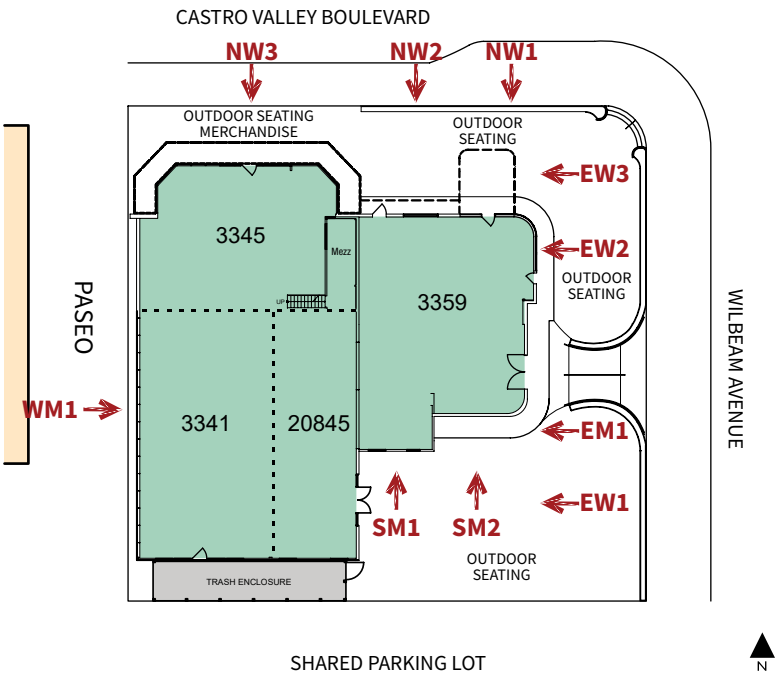 CASTRO VALLEY BOULEVARD
NW3
NW2
NW1
OUTDOOR SEATING
MERCHANDISE
OUTDOOR
SEATING
EW3
3345
Mezz
EW2
OUTDOOR
SEATING
UP
3359
PASEO
WILBEAM AVENUE
WM1
3341
20845
EM1
EW1
SM1
SM2
OUTDOOR
SEATING
TRASH ENCLOSURE
SHARED PARKING LOT
N